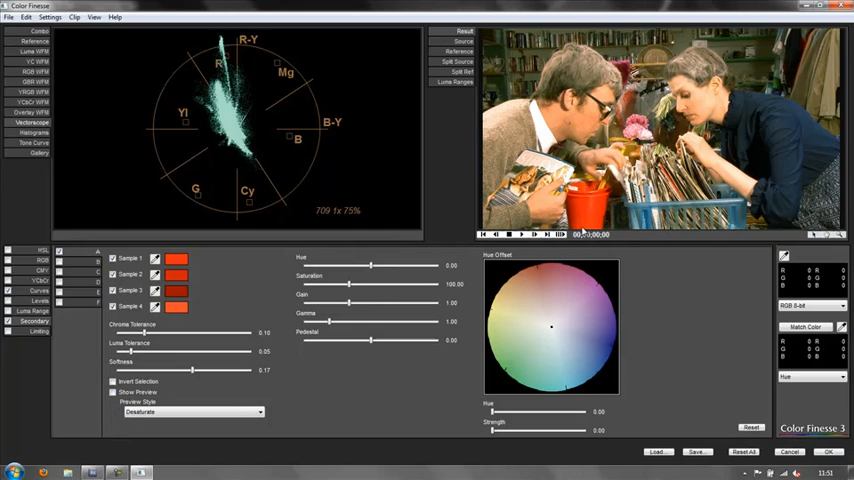 Color Finesse
File Edit Settings Clip View Help
Combo
Reference
Luma WFM
YC WFM
RGB WFM
GBR WFM
YRGB WFM
YCbCr WFM
Overlay WFM
Vectorscope
Histograms
Tone Curve
Gallery
R-Y
R
Mg
Yl
B-Y
B
G
Cy
709 1x 75%
Result
Source
Reference
Split Source
Split Ref
Luma Ranges
00;00;00;00
HSL
RGB
CMY
YCbCr
Curves
Levels
Luma Range
Secondary
Limiting
A
B
C
D
E
F
Sample 1
Sample 2
Sample 3
Sample 4
Chroma Tolerance
0.10
Luma Tolerance
0.05
Softness
0.17
Invert Selection
Show Preview
Preview Style
Desaturate
Hue
0.00
Saturation
100.00
Gain
1.00
Gamma
1.00
Pedestal
0.00
Hue Offset
Hue
0.00
Strength
0.00
Reset
R 0 0
G 0 0
B 0 0
RGB 8-bit
Match Color
R 0 0
G 0 0
B 0 0
Hue
Color Finesse 3
Load... Save... Reset All Cancel OK
11:51